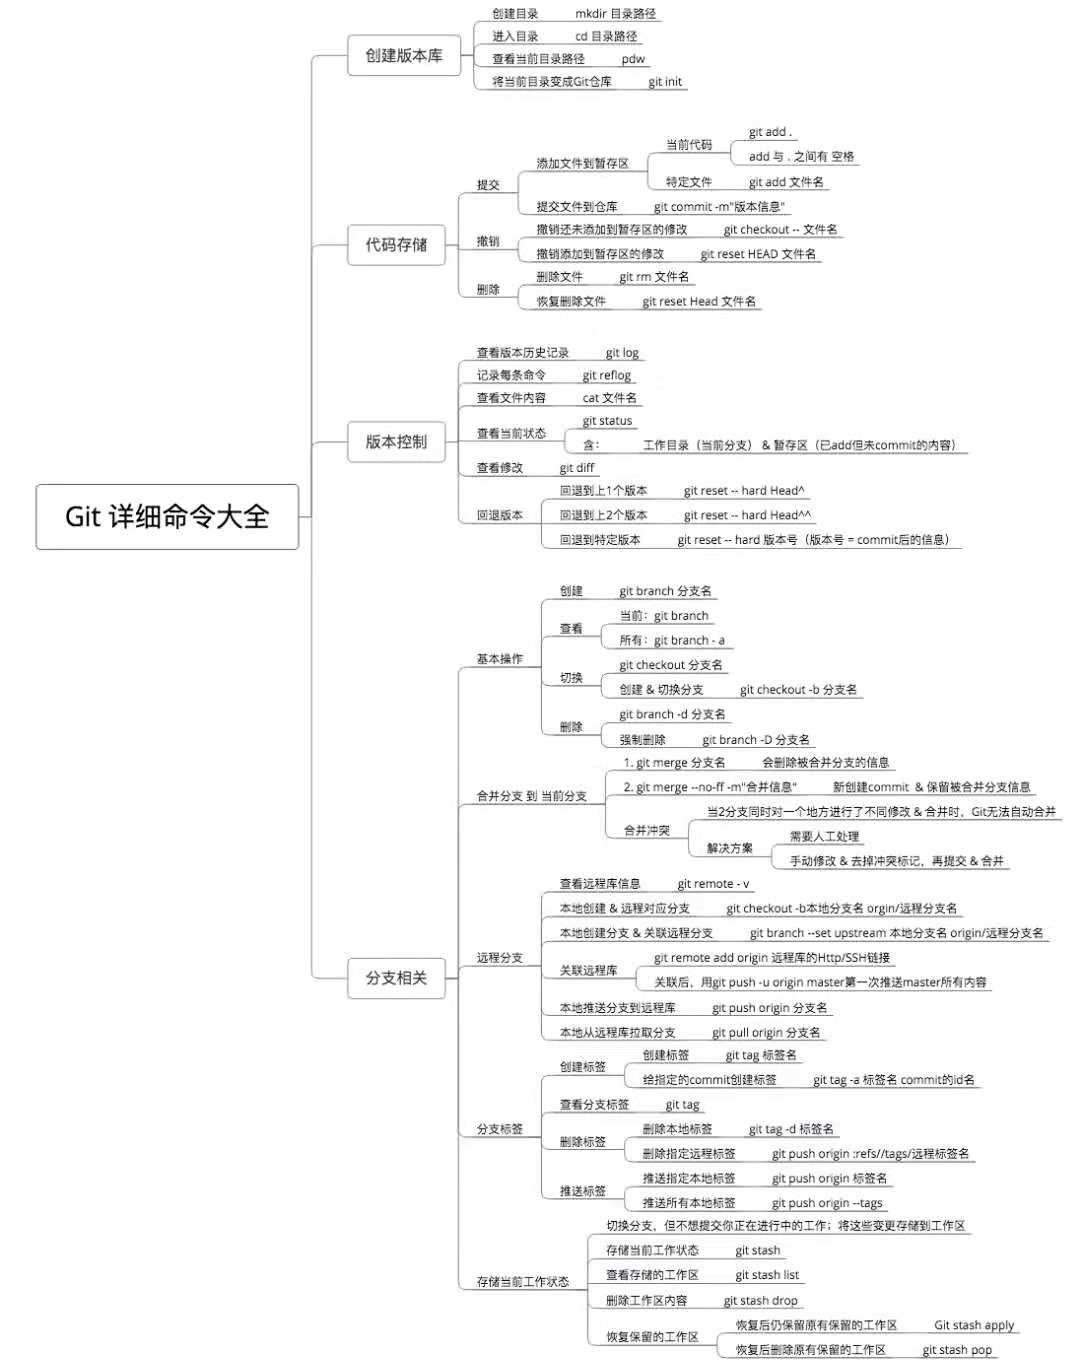 Git 详细命令大全
创建版本库
创建目录 mkdir 目录路径
进入目录 cd 目录路径
查看当前目录路径 pdw
将当前目录变成Git仓库 git init
代码存储
提交
添加文件到暂存区
当前代码
git add .
add 与 . 之间有 空格
特定文件 git add 文件名
提交文件到仓库 git commit -m"版本信息"
撤销
撤销还未添加到暂存区的修改 git checkout -- 文件名
撤销添加到暂存区的修改 git reset HEAD 文件名
删除
删除文件 git rm 文件名
恢复删除文件 git reset Head 文件名
版本控制
查看版本历史记录 git log
记录每条命令 git reflog
查看文件内容 cat 文件名
查看当前状态
git status
含： 工作目录（当前分支） & 暂存区（已add但未commit的内容）
查看修改 git diff
回退版本
回退到上1个版本 git reset -- hard Head^
回退到上2个版本 git reset -- hard Head^^
回退到特定版本 git reset -- hard 版本号（版本号 = commit后的信息）
分支相关
基本操作
创建 git branch 分支名
查看
当前：git branch
所有：git branch - a
切换
git checkout 分支名
创建 & 切换分支 git checkout -b 分支名
删除
git branch -d 分支名
强制删除 git branch -D 分支名
合并分支 到 当前分支
1. git merge 分支名 会删除被合并分支的信息
2. git merge --no-ff -m"合并信息" 新创建commit & 保留被合并分支信息
合并冲突
当2分支同时对一个地方进行了不同修改 & 合并时，Git无法自动合并
解决方案
需要人工处理
手动修改 & 去掉冲突标记，再提交 & 合并
远程分支
查看远程库信息 git remote - v
本地创建 & 远程对应分支 git checkout -b本地分支名 orgin/远程分支名
本地创建分支 & 关联远程分支 git branch --set upstream 本地分支名 origin/远程分支名
关联远程库
git remote add origin 远程库的Http/SSH链接
关联后，用git push -u origin master第一次推送master所有内容
本地推送分支到远程库 git push origin 分支名
本地从远程库拉取分支 git pull origin 分支名
分支标签
创建标签
创建标签 git tag 标签名
给指定的commit创建标签 git tag -a 标签名 commit的id名
查看分支标签 git tag
删除标签
删除本地标签 git tag -d 标签名
删除指定远程标签 git push origin :refs//tags/远程标签名
推送标签
推送指定本地标签 git push origin 标签名
推送所有本地标签 git push origin --tags
存储当前工作状态
切换分支，但不想提交你正在进行中的工作；将这些变更存储到工作区
存储当前工作状态 git stash
查看存储的工作区 git stash list
删除工作区内容 git stash drop
恢复保留的工作区
恢复后仍保留原有保留的工作区 Git stash apply
恢复后删除原有保留的工作区 git stash pop